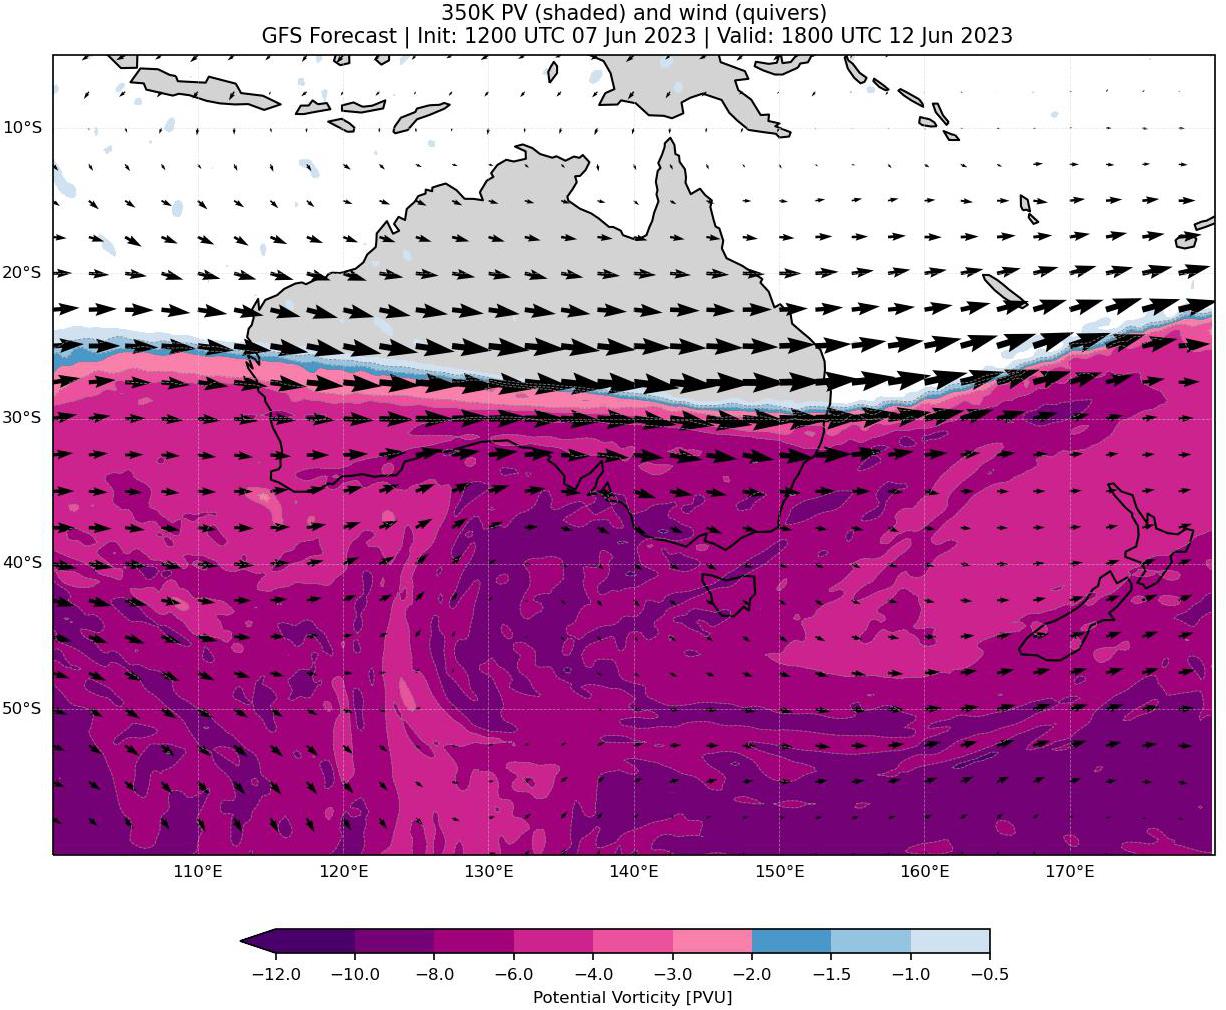 350K PV (shaded) and wind (quivers)
GFS Forecast | Init: 1200 UTC 07 Jun 2023 | Valid: 1800 UTC 12 Jun 2023
10°S
20°S
30°S
40°S
50°S
110°E 120°E 130°E 140°E 150°E 160°E 170°E
−12.0 −10.0 −8.0 −6.0 −4.0 −3.0 −2.0 −1.5 −1.0 −0.5
Potential Vorticity [PVU]